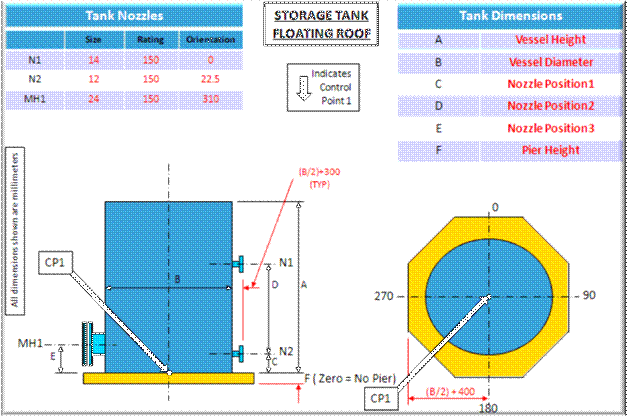 Tank Nozzles
Size Rating Orientation
N1 14 150 0
N2 12 150 22.5
MH1 24 150 310
STORAGE TANK
FLOATING ROOF
Indicates
Control
Point 1
Tank Dimensions
A Vessel Height
B Vessel Diameter
C Nozzle Position1
D Nozzle Position2
E Nozzle Position3
F Pier Height
All dimensions shown are millimeters
(B/2)+300
(TYP)
CP1
N1
B
D
A
MH1
E
N2
C
F ( Zero = No Pier)
0
270
90
CP1
(B/2) + 400
180